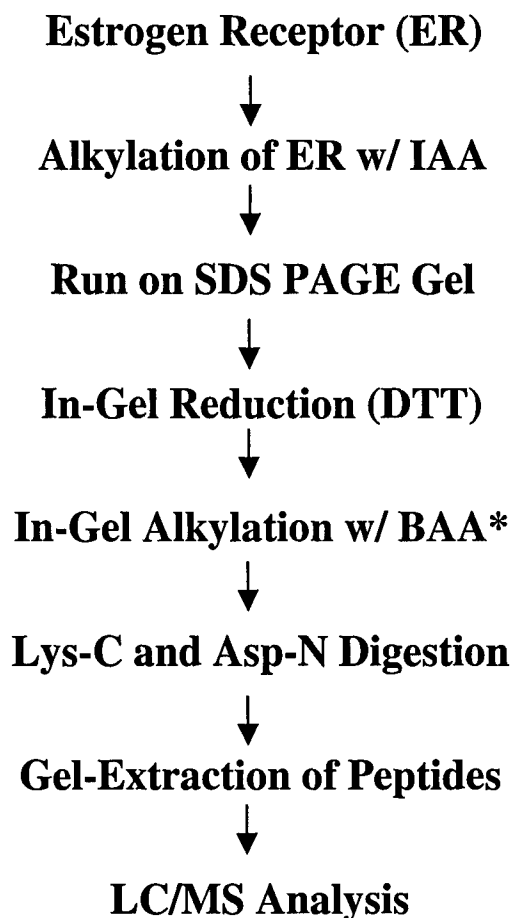 Estrogen Receptor (ER)
Alkylation of ER w/ IAA
Run on SDS PAGE Gel
In-Gel Reduction (DTT)
In-Gel Alkylation w/ BAA*
Lys-C and Asp-N Digestion
Gel-Extraction of Peptides
LC/MS Analysis